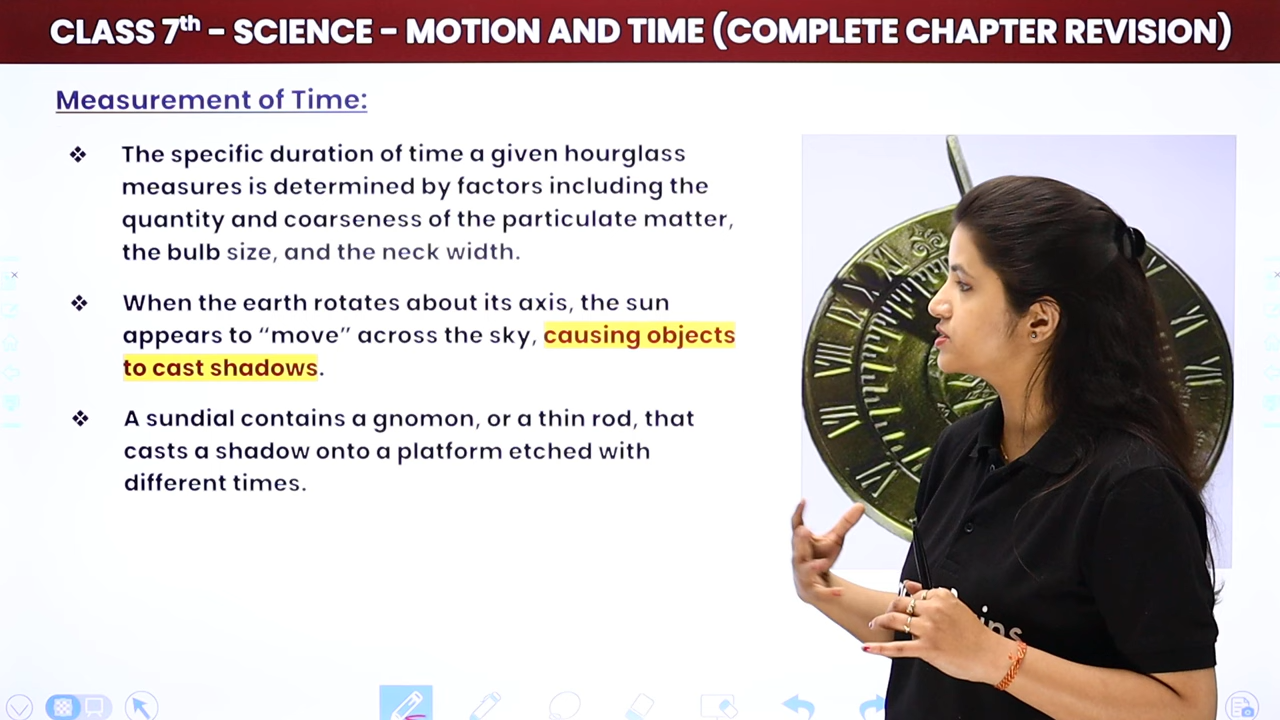 CLASS 7th – SCIENCE – MOTION AND TIME (COMPLETE CHAPTER REVISION)
Measurement of Time:
❖ The specific duration of time a given hourglass
measures is determined by factors including the
quantity and coarseness of the particulate matter,
the bulb size, and the neck width.
❖ When the earth rotates about its axis, the sun
appears to “move” across the sky, causing objects
to cast shadows.
❖ A sundial contains a gnomon, or a thin rod, that
casts a shadow onto a platform etched with
different times.